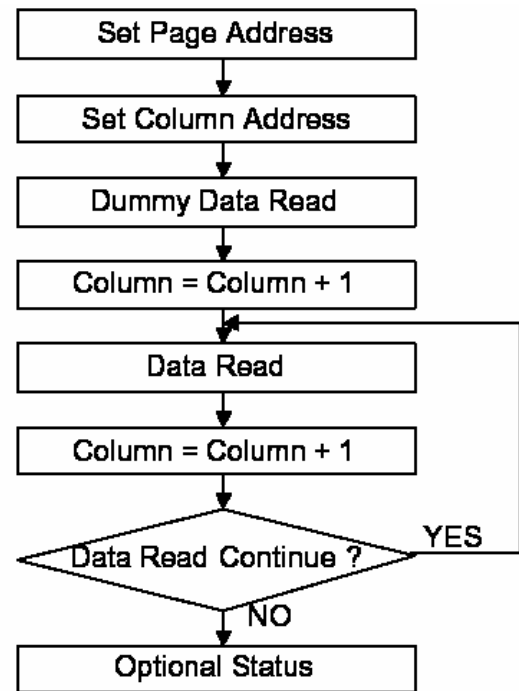 Set Page Address
Set Column Address
Dummy Data Read
Column = Column + 1
Data Read
Column = Column + 1
Data Read Continue ?
YES
NO
Optional Status